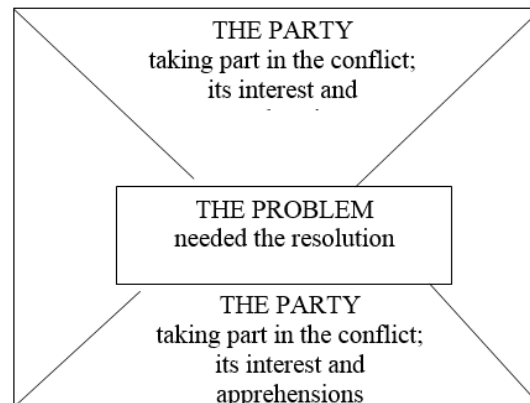 THE PARTY
taking part in the conflict;
its interest and
THE PROBLEM
needed the resolution
THE PARTY
taking part in the conflict;
its interest and
apprehensions